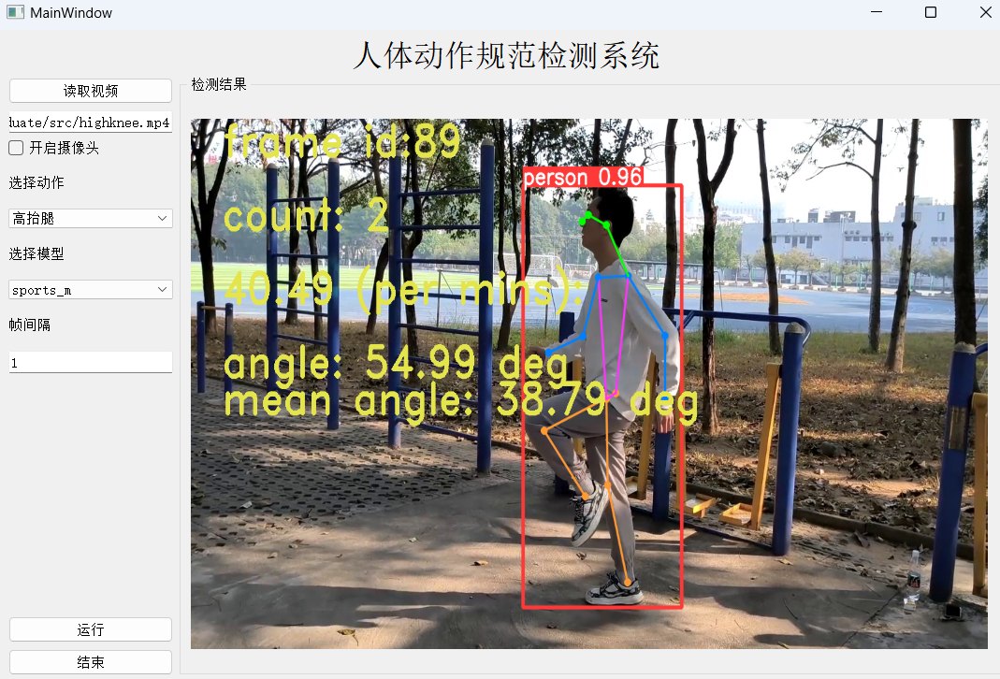 MainWindow
人体动作规范检测系统
读取视频
luate/src/highknee.mp4
开启摄像头
选择动作
高抬腿
选择模型
sports_m
帧间隔
1
运行
结束
检测结果
frame id:89
person 0.96
count: 2
40.49 (per mins):
angle: 54.99 deg
mean angle: 38.79 deg